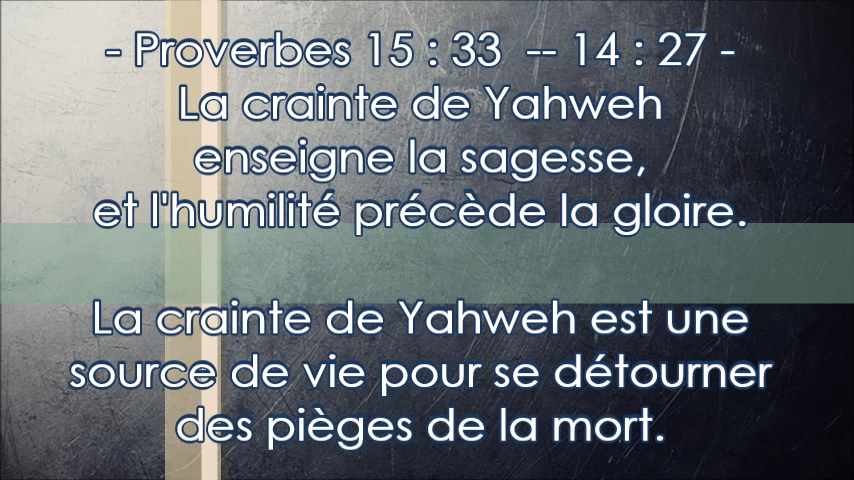 - Proverbes 15 : 33 -- 14 : 27 -
La crainte de Yahweh
enseigne la sagesse,
et l'humilité précède la gloire.
La crainte de Yahweh est une
source de vie pour se détourner
des pièges de la mort.